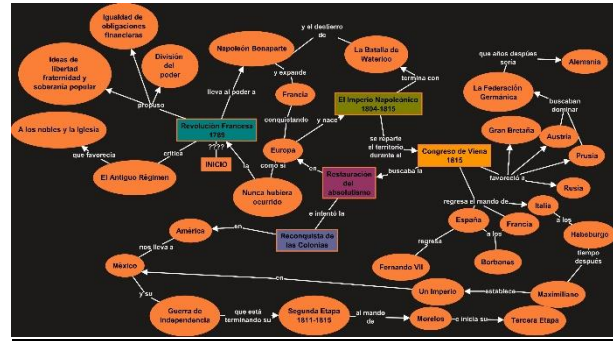 Igualdad de
obligaciones
financieras
Ideas de
libertad
fraternidad y
soberanía popular
División
del
poder
propuso
Napoleón Bonaparte
y el destierro
de
La Batalla de
Waterloo
que años después
sería
Alemania
La Federación
Germánica
lleva al poder a
y expande
Francia
termina con
El Imperio Napoleónico
1804-1815
buscaban
dominar
A los nobles y la Iglesia
Revolución Francesa
1789
conquistando
y nace
se reparte
el territorio
durante al
Gran Bretaña
Austria
Prusia
que favorecía
crítica
????
INICIO
la
Europa
Congreso de Viena
1815
El Antiguo Régimen
como si
en
Restauración
del
absolutismo
buscaba la
favoreció a
Rusia
Nunca hubiera
ocurrido
regresa el mando de
Italia
América
en
Reconquista de
las Colonias
e intentó la
España
Francia
a los
Habsburgo
nos lleva a
regresa
a los
tiempo
después
México
Fernando VII
Borbones
en
Un Imperio
establece
Maximiliano
y su
Guerra de
Independencia
que está
terminando su
Segunda Etapa
1811-1815
al mando
de
Morelos
e inicia su
Tercera Etapa